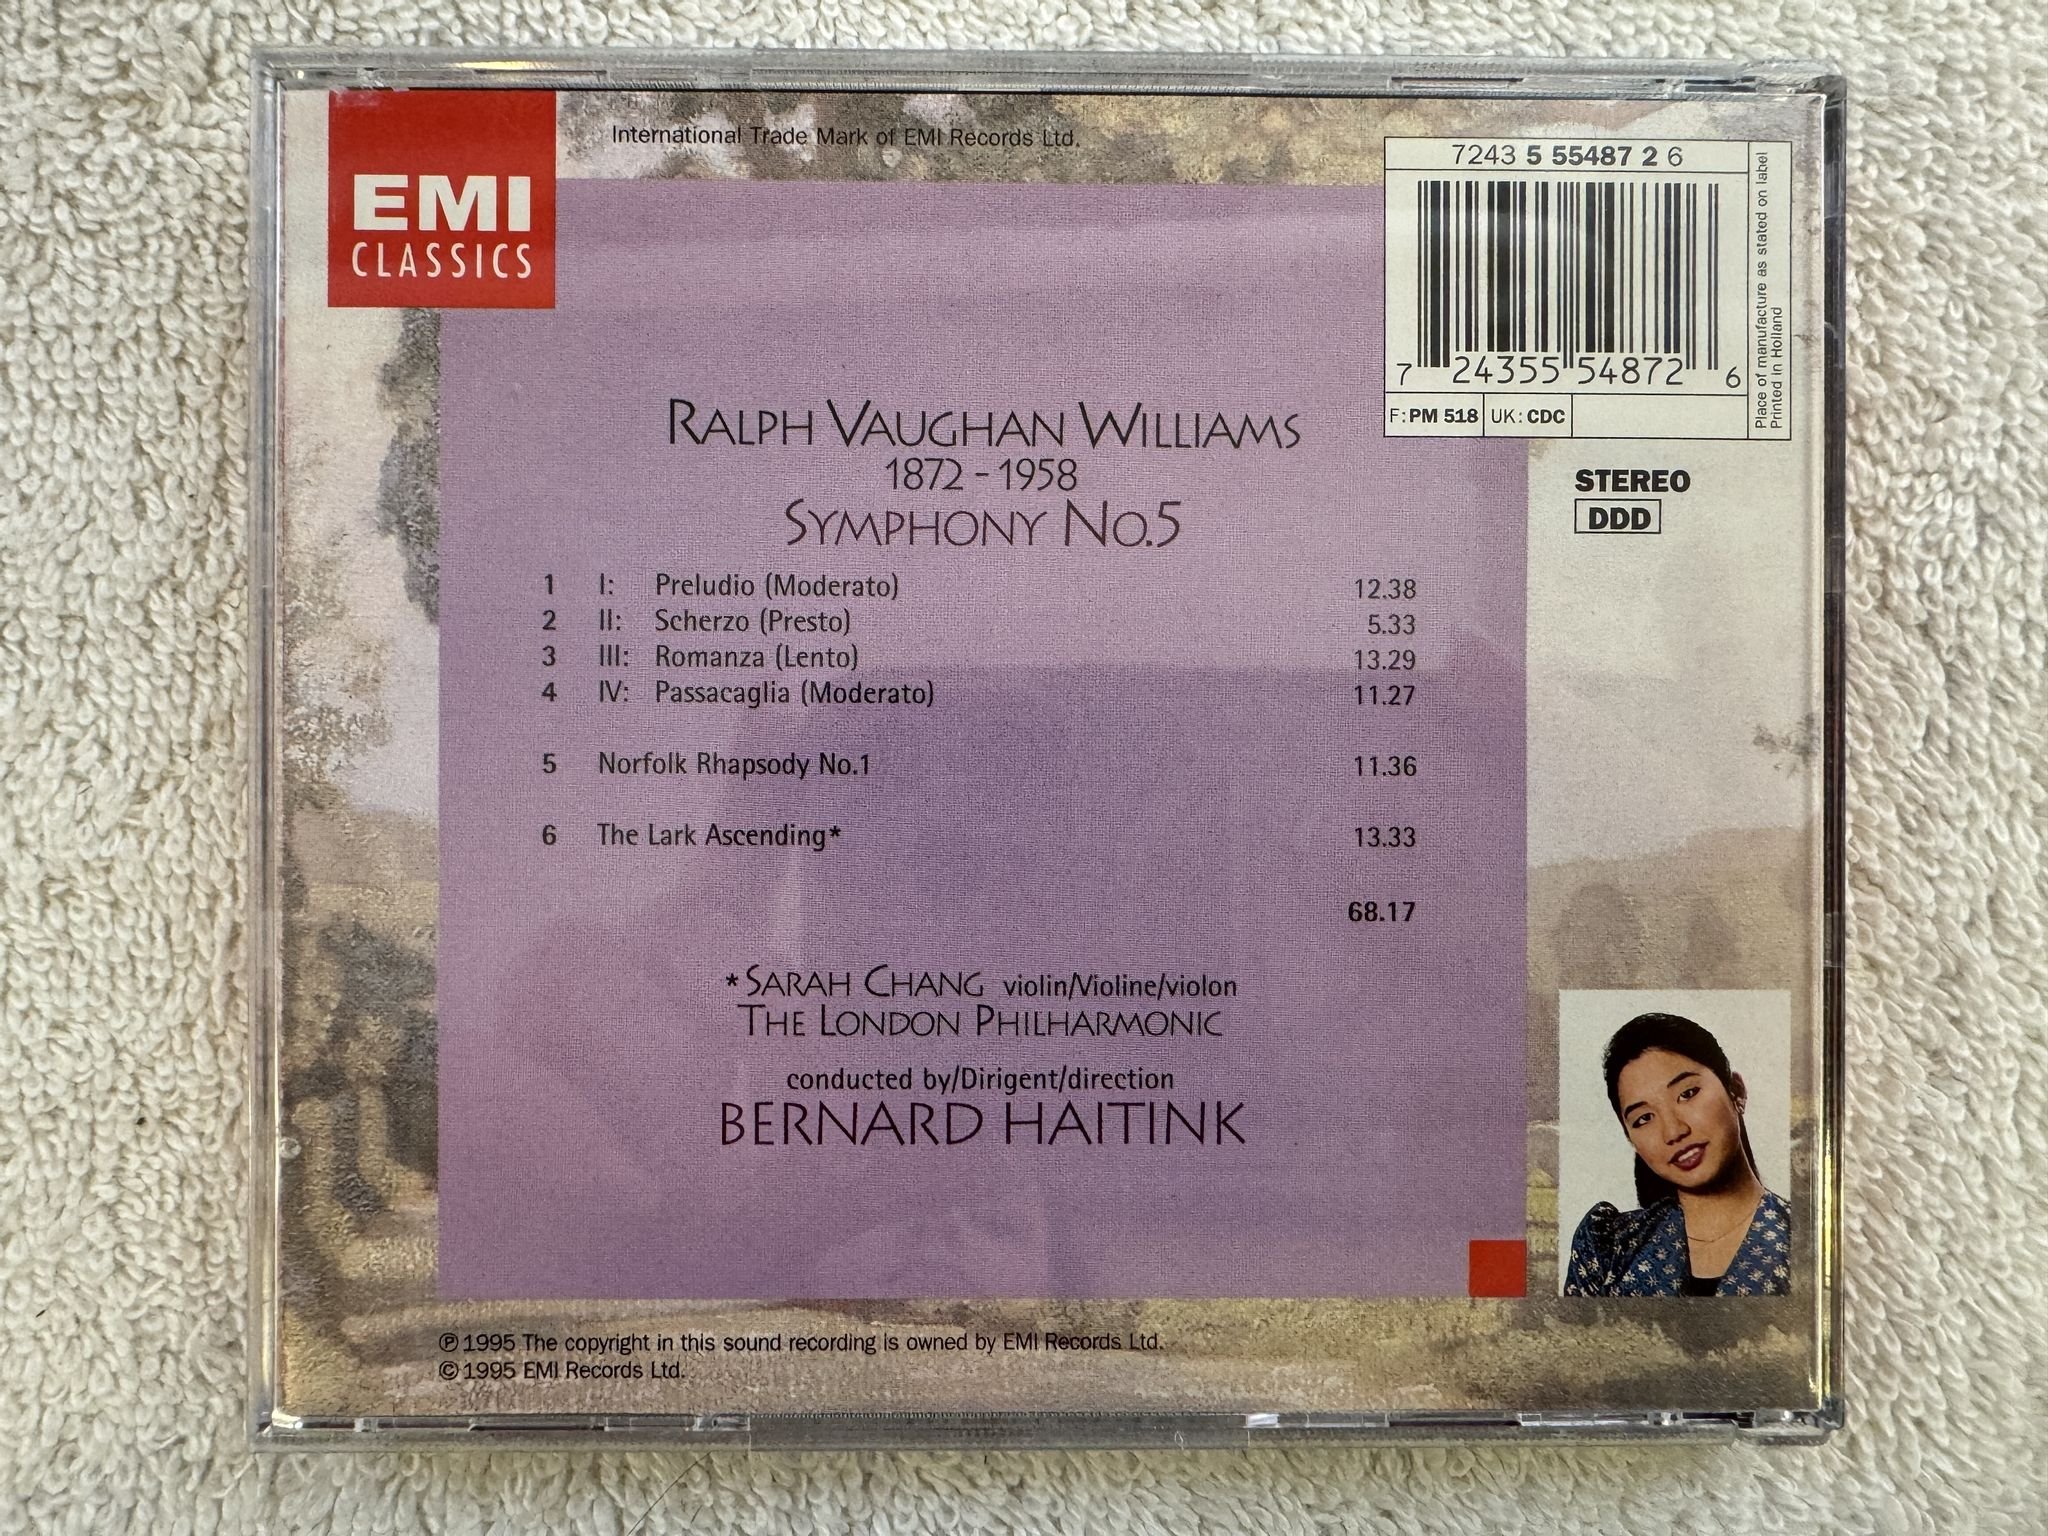 EMI
CLASSICS
International Trade Mark of EMI Records Ltd.
7243 5 55487 2 6
7 24355 54872 6
F: PM 518 UK: CDC
Place of manufacture as stated on label
Printed in Holland
STEREO
DDD
RALPH VAUGHAN WILLIAMS
1872 - 1958
SYMPHONY NO.5
1 I: Preludio (Moderato) 12.38
2 II: Scherzo (Presto) 5.33
3 III: Romanza (Lento) 13.29
4 IV: Passacaglia (Moderato) 11.27
5 Norfolk Rhapsody No.1 11.36
6 The Lark Ascending* 13.33
68.17
*SARAH CHANG violin/Violine/violon
THE LONDON PHILHARMONIC
conducted by/Dirigent/direction
BERNARD HAITINK
℗ 1995 The copyright in this sound recording is owned by EMI Records Ltd.
© 1995 EMI Records Ltd.